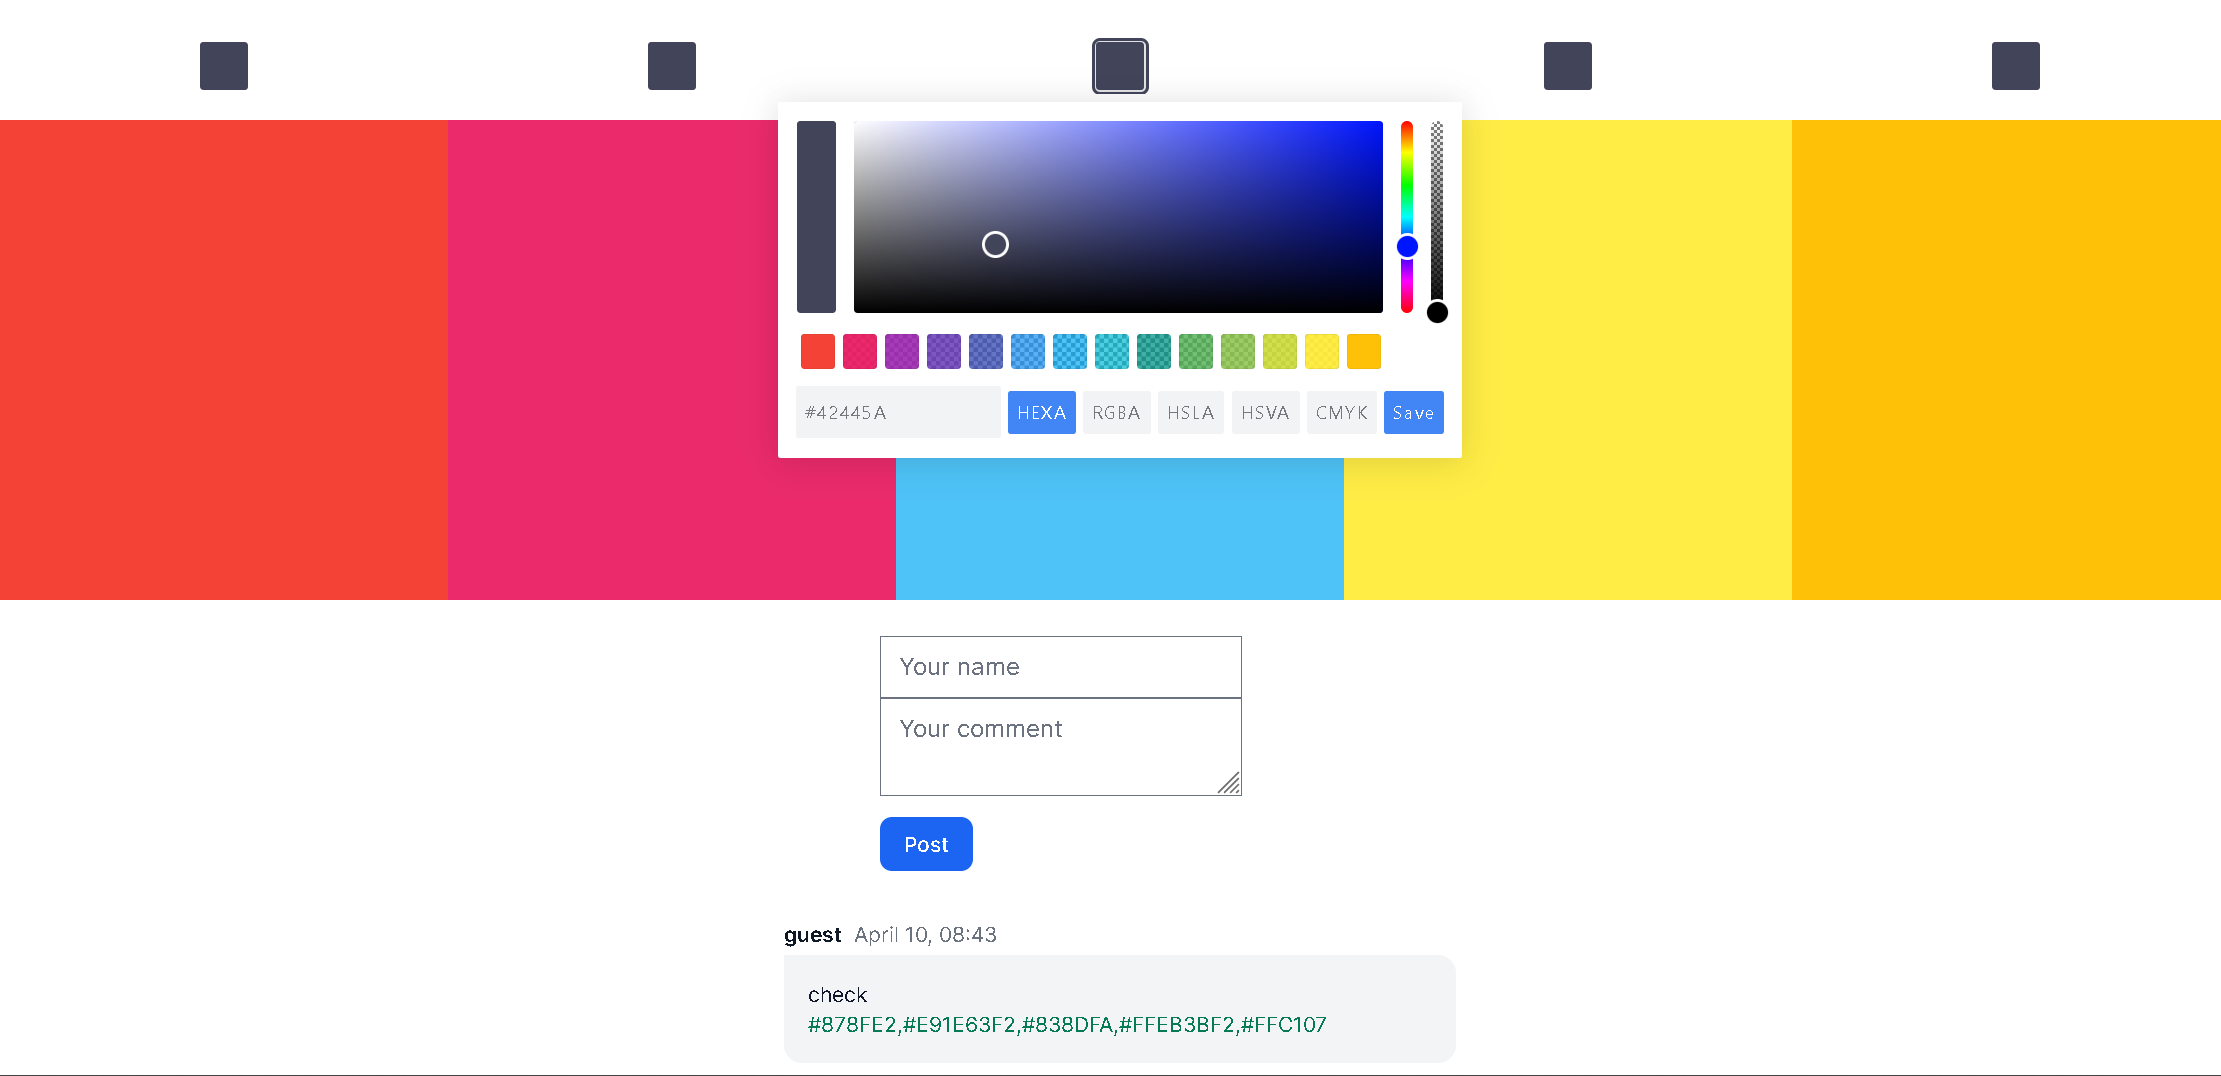 #42445A HEXA RGBA HSLA HSVA CMYK Save
Your name
Your comment
Post
guest April 10, 08:43
check
#878FE2,#E91E63F2,#838DFA,#FFEB3BF2,#FFC107